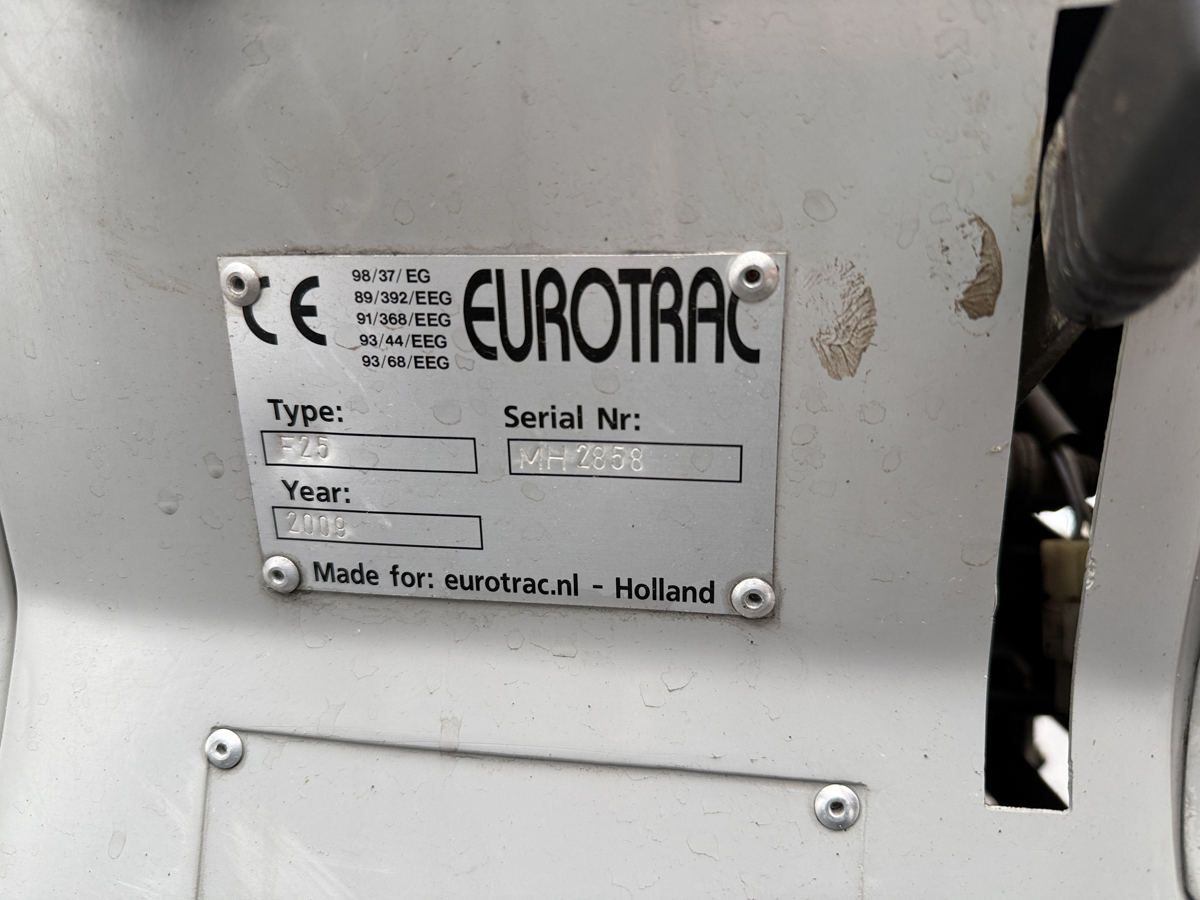 CE
98/37/ EG
89/392/EEG
91/368/EEG
93/44/EEG
93/68/EEG
EUROTRAC
Type:
F25
Serial Nr:
MH 2858
Year:
2009
Made for: eurotrac.nl - Holland